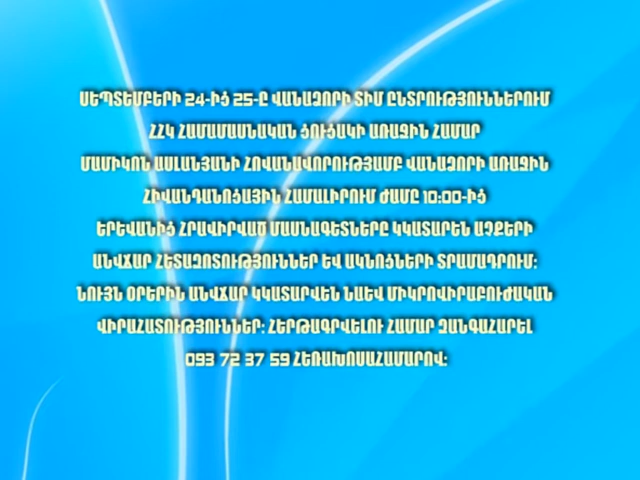 ՍԵՊՏԵՄԲԵՐԻ 24-ԻՑ 25-Ը ՎԱՆԱՁՈՐԻ ՏԻՄ ԸՆՏՐՈՒԹՅՈՒՆՆԵՐՈՒՄ
ՀՀԿ ՀԱՄԱՄԱՍՆԱԿԱՆ ՑՈՒՑԱԿԻ ԱՌԱՋԻՆ ՀԱՄԱՐ
ՄԱՄԻԿՈՆ ԱՍԼԱՆՅԱՆԻ ՀՈՎԱՆԱՎՈՐՈՒԹՅԱՄԲ ՎԱՆԱՁՈՐԻ ԱՌԱՋԻՆ
ՀԻՎԱՆԴԱՆՈՑԱՅԻՆ ՀԱՄԱԼԻՐՈՒՄ ԺԱՄԸ 10:00-ԻՑ
ԵՐԵՎԱՆԻՑ ՀՐԱՎԻՐՎԱԾ ՄԱՍՆԱԳԵՏՆԵՐԸ ԿԿԱՏԱՐԵՆ ԱՉՔԵՐԻ
ԱՆՎՃԱՐ ՀԵՏԱԶՈՏՈՒԹՅՈՒՆՆԵՐ ԵՎ ԱԿՆՈՑՆԵՐԻ ՏՐԱՄԱԴՐՈՒՄ:
ՆՈՒՅՆ ՕՐԵՐԻՆ ԱՆՎՃԱՐ ԿԿԱՏԱՐՎԵՆ ՆԱԵՎ ՄԻԿՐՈՎԻՐԱԲՈՒԺԱԿԱՆ
ՎԻՐԱՀԱՏՈՒԹՅՈՒՆՆԵՐ: ՀԵՐԹԱԳՐՎԵԼՈՒ ՀԱՄԱՐ ԶԱՆԳԱՀԱՐԵԼ
093 72 37 59 ՀԵՌԱԽՈՍԱՀԱՄԱՐՈՎ: